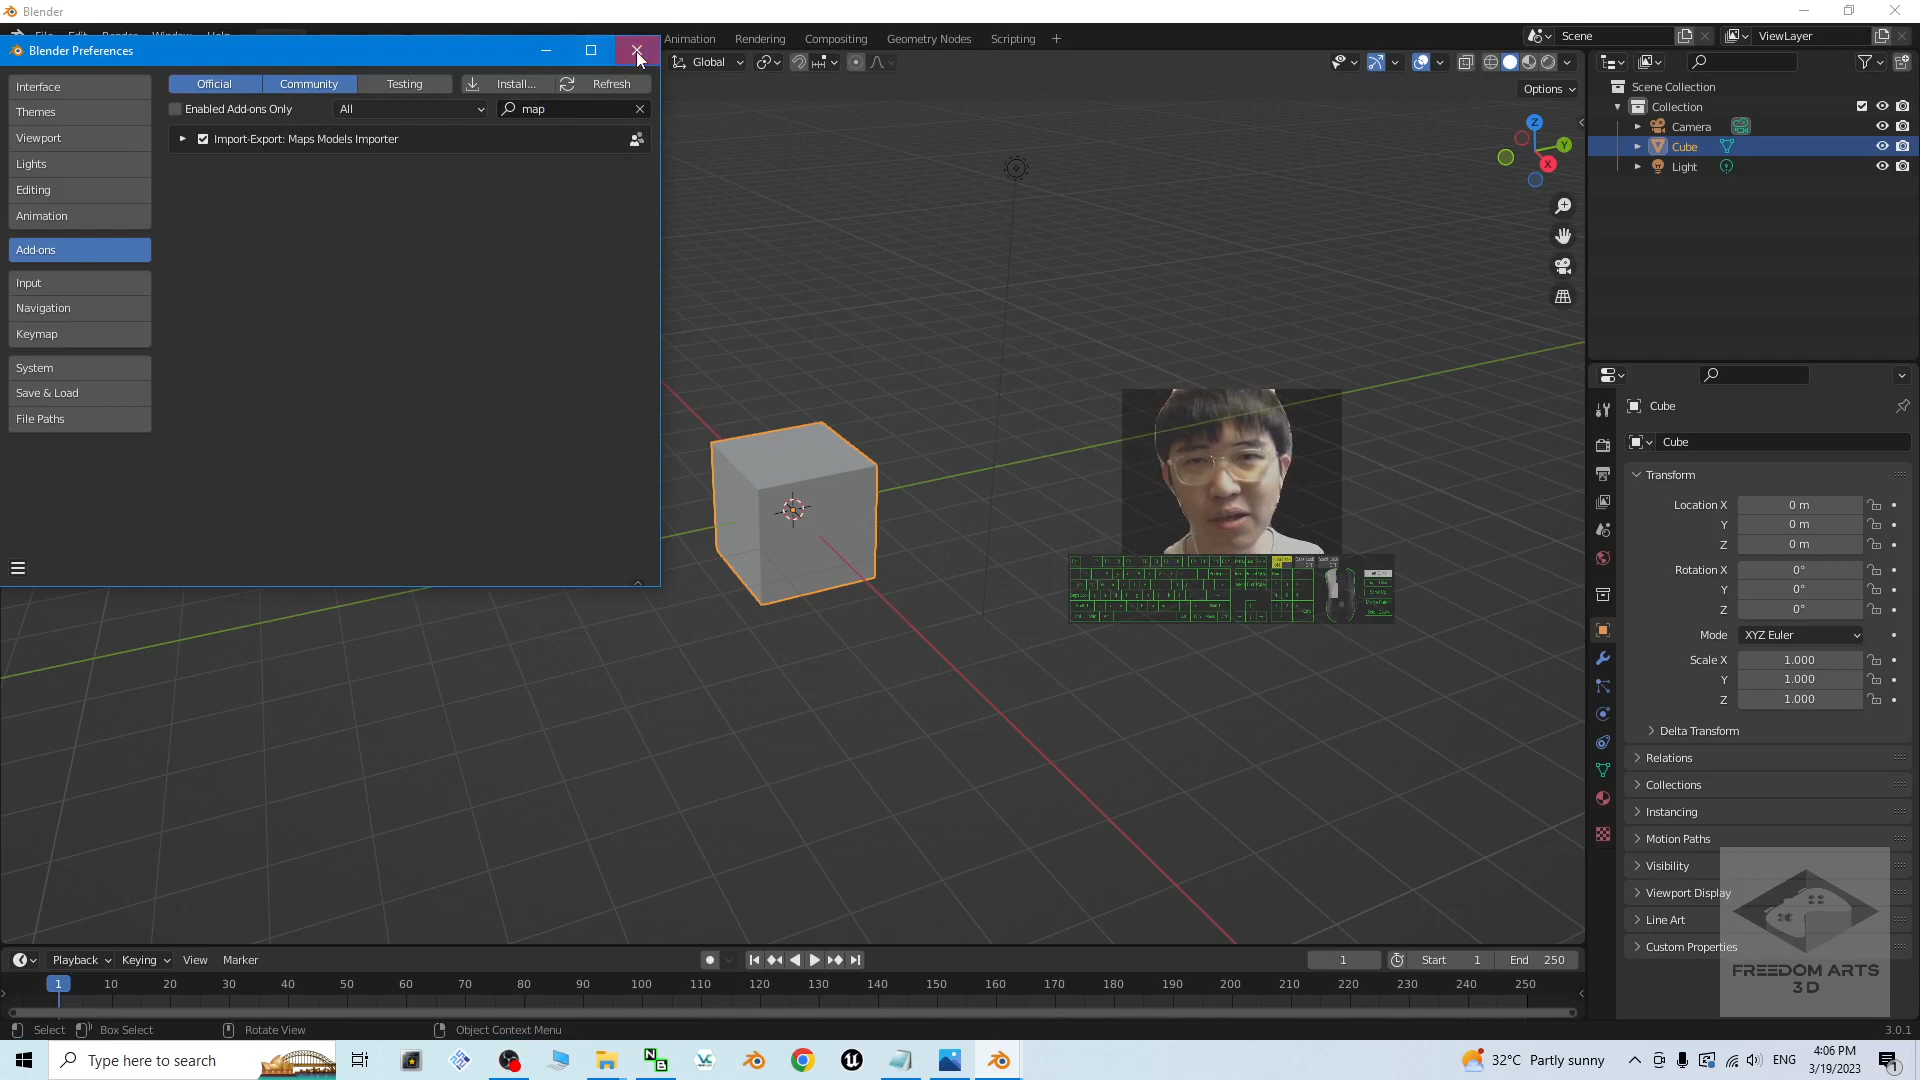 Blender
File Edit Render Window Help
Animation Rendering Compositing Geometry Nodes Scripting
Scene
ViewLayer
Blender Preferences
Global
Options
Interface
Themes
Viewport
Lights
Editing
Animation
Add-ons
Input
Navigation
Keymap
System
Save & Load
File Paths
Official Community Testing Install... Refresh
Enabled Add-ons Only All map
Import-Export: Maps Models Importer
Z
Y
X
Scene Collection
Collection
Camera
Cube
Light
Cube
Cube
Transform
Location X 0 m
Y 0 m
Z 0 m
Rotation X 0°
Y 0°
Z 0°
Mode XYZ Euler
Scale X 1.000
Y 1.000
Z 1.000
Delta Transform
Relations
Collections
Instancing
Motion Paths
Visibility
Viewport Display
Line Art
Custom Properties
FREEDOM ARTS
3D
Playback Keying View Marker
1 Start 1 End 250
1 10 20 30 40 50 60 70 80 90 100 110 120 130 140 150 160 170 180 190 200 210 220 230 240 250
Select Box Select Rotate View Object Context Menu
3.0.1
Type here to search
32°C Partly sunny
ENG
4:06 PM
3/19/2023